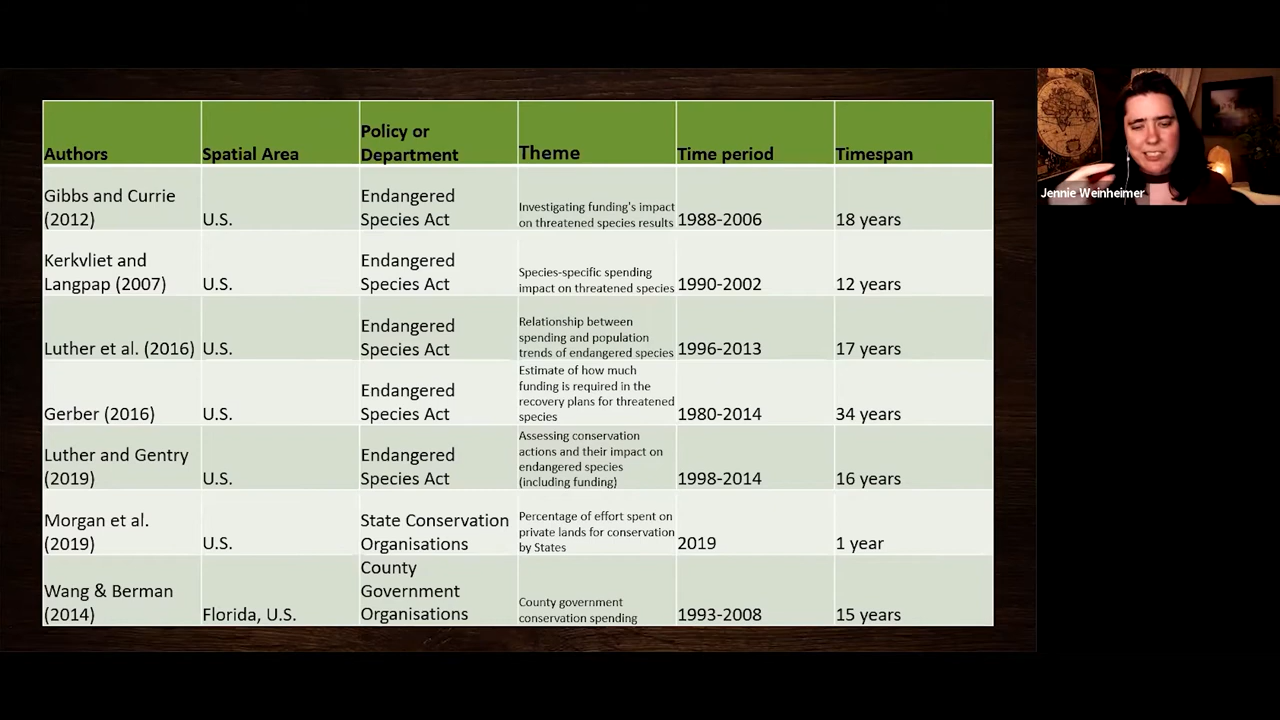 Authors
Spatial Area
Policy or
Department
Theme
Time period
Timespan
Gibbs and Currie
(2012)
U.S.
Endangered
Species Act
Investigating funding's impact
on threatened species results
1988-2006
18 years
Kerkvliet and
Langpap (2007)
U.S.
Endangered
Species Act
Species-specific spending
impact on threatened species
1990-2002
12 years
Luther et al. (2016)
U.S.
Endangered
Species Act
Relationship between
spending and population
trends of endangered species
1996-2013
17 years
Gerber (2016)
U.S.
Endangered
Species Act
Estimate of how much
funding is required in the
recovery plans for threatened
species
1980-2014
34 years
Luther and Gentry
(2019)
U.S.
Endangered
Species Act
Assessing conservation
actions and their impact on
endangered species
(including funding)
1998-2014
16 years
Morgan et al.
(2019)
U.S.
State Conservation
Organisations
Percentage of effort spent on
private lands for conservation
by States
2019
1 year
Wang & Berman
(2014)
Florida, U.S.
County
Government
Organisations
County government
conservation spending
1993-2008
15 years
Jennie Weinheimer